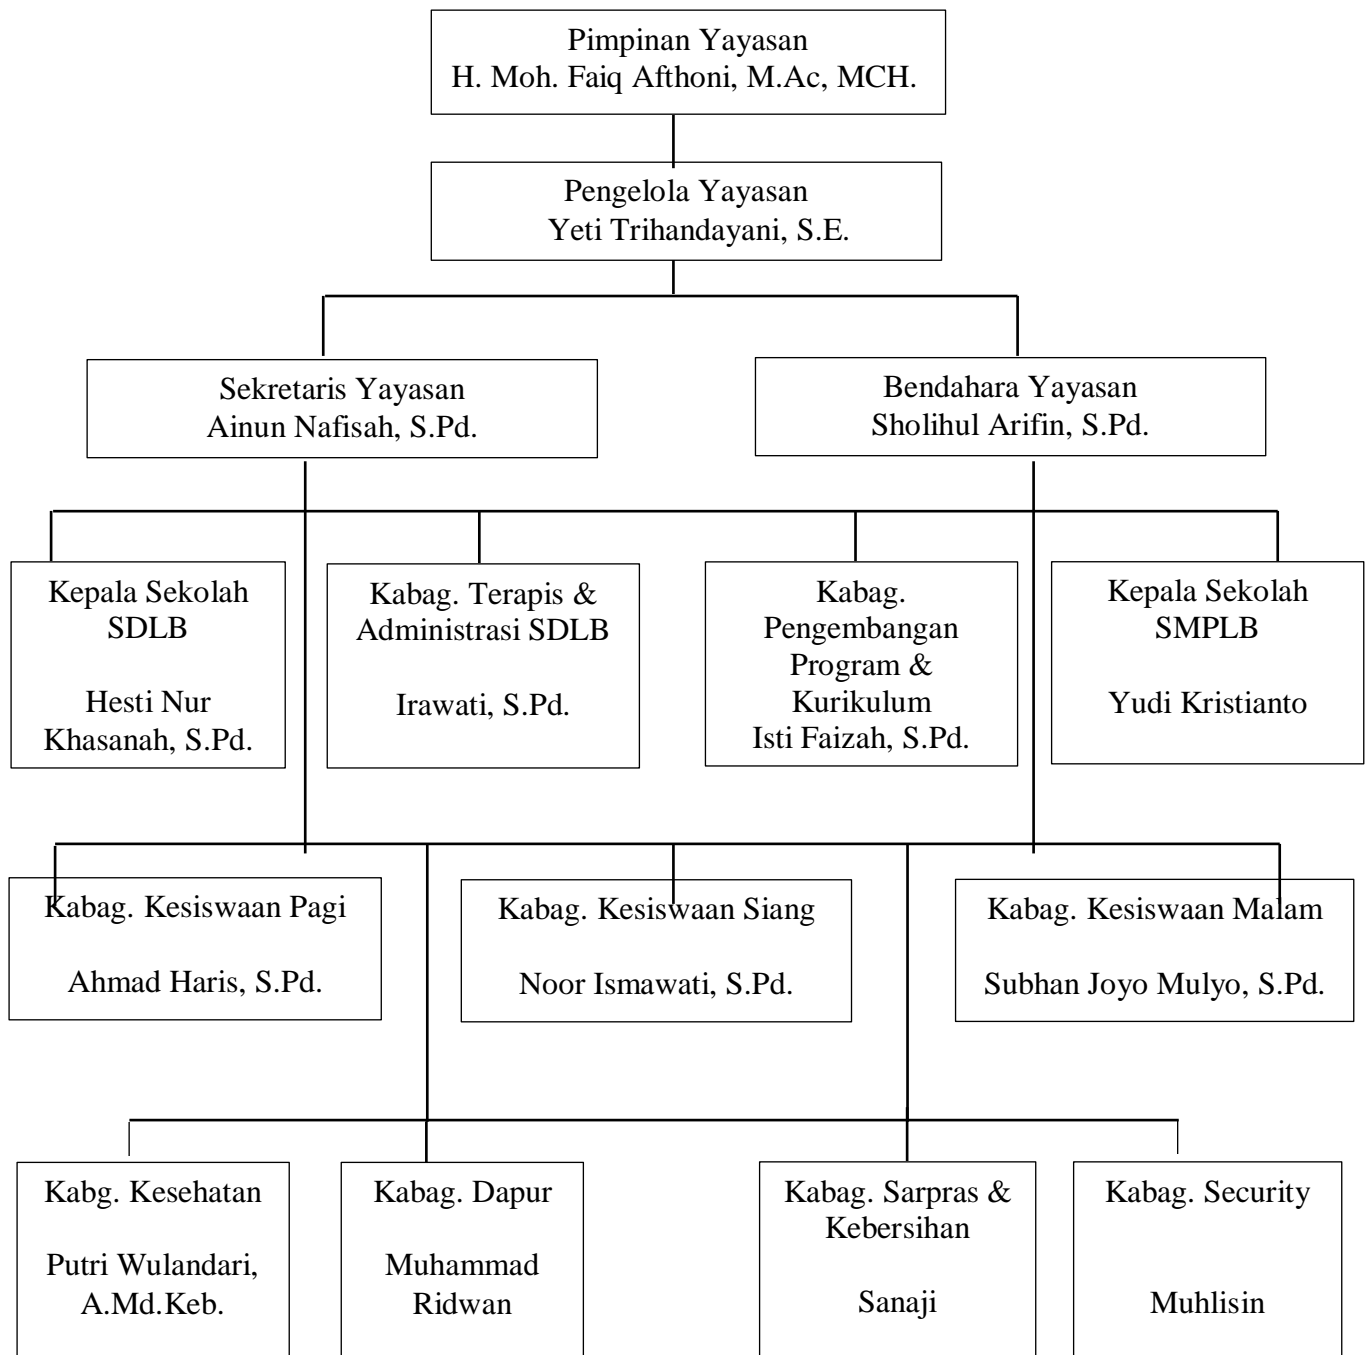 Pimpinan Yayasan
H. Moh. Faiq Afthoni, M.Ac, MCH.
Pengelola Yayasan
Yeti Trihandayani, S.E.
Sekretaris Yayasan
Ainun Nafisah, S.Pd.
Bendahara Yayasan
Sholihul Arifin, S.Pd.
Kepala Sekolah
SDLB
Hesti Nur
Khasanah, S.Pd.
Kabag. Terapis &
Administrasi SDLB
Irawati, S.Pd.
Kabag.
Pengembangan
Program &
Kurikulum
Isti Faizah, S.Pd.
Kepala Sekolah
SMPLB
Yudi Kristianto
Kabag. Kesiswaan Pagi
Ahmad Haris, S.Pd.
Kabag. Kesiswaan Siang
Noor Ismawati, S.Pd.
Kabag. Kesiswaan Malam
Subhan Joyo Mulyo, S.Pd.
Kabg. Kesehatan
Putri Wulandari,
A.Md.Keb.
Kabag. Dapur
Muhammad
Ridwan
Kabag. Sarpras &
Kebersihan
Sanaji
Kabag. Security
Muhlisin